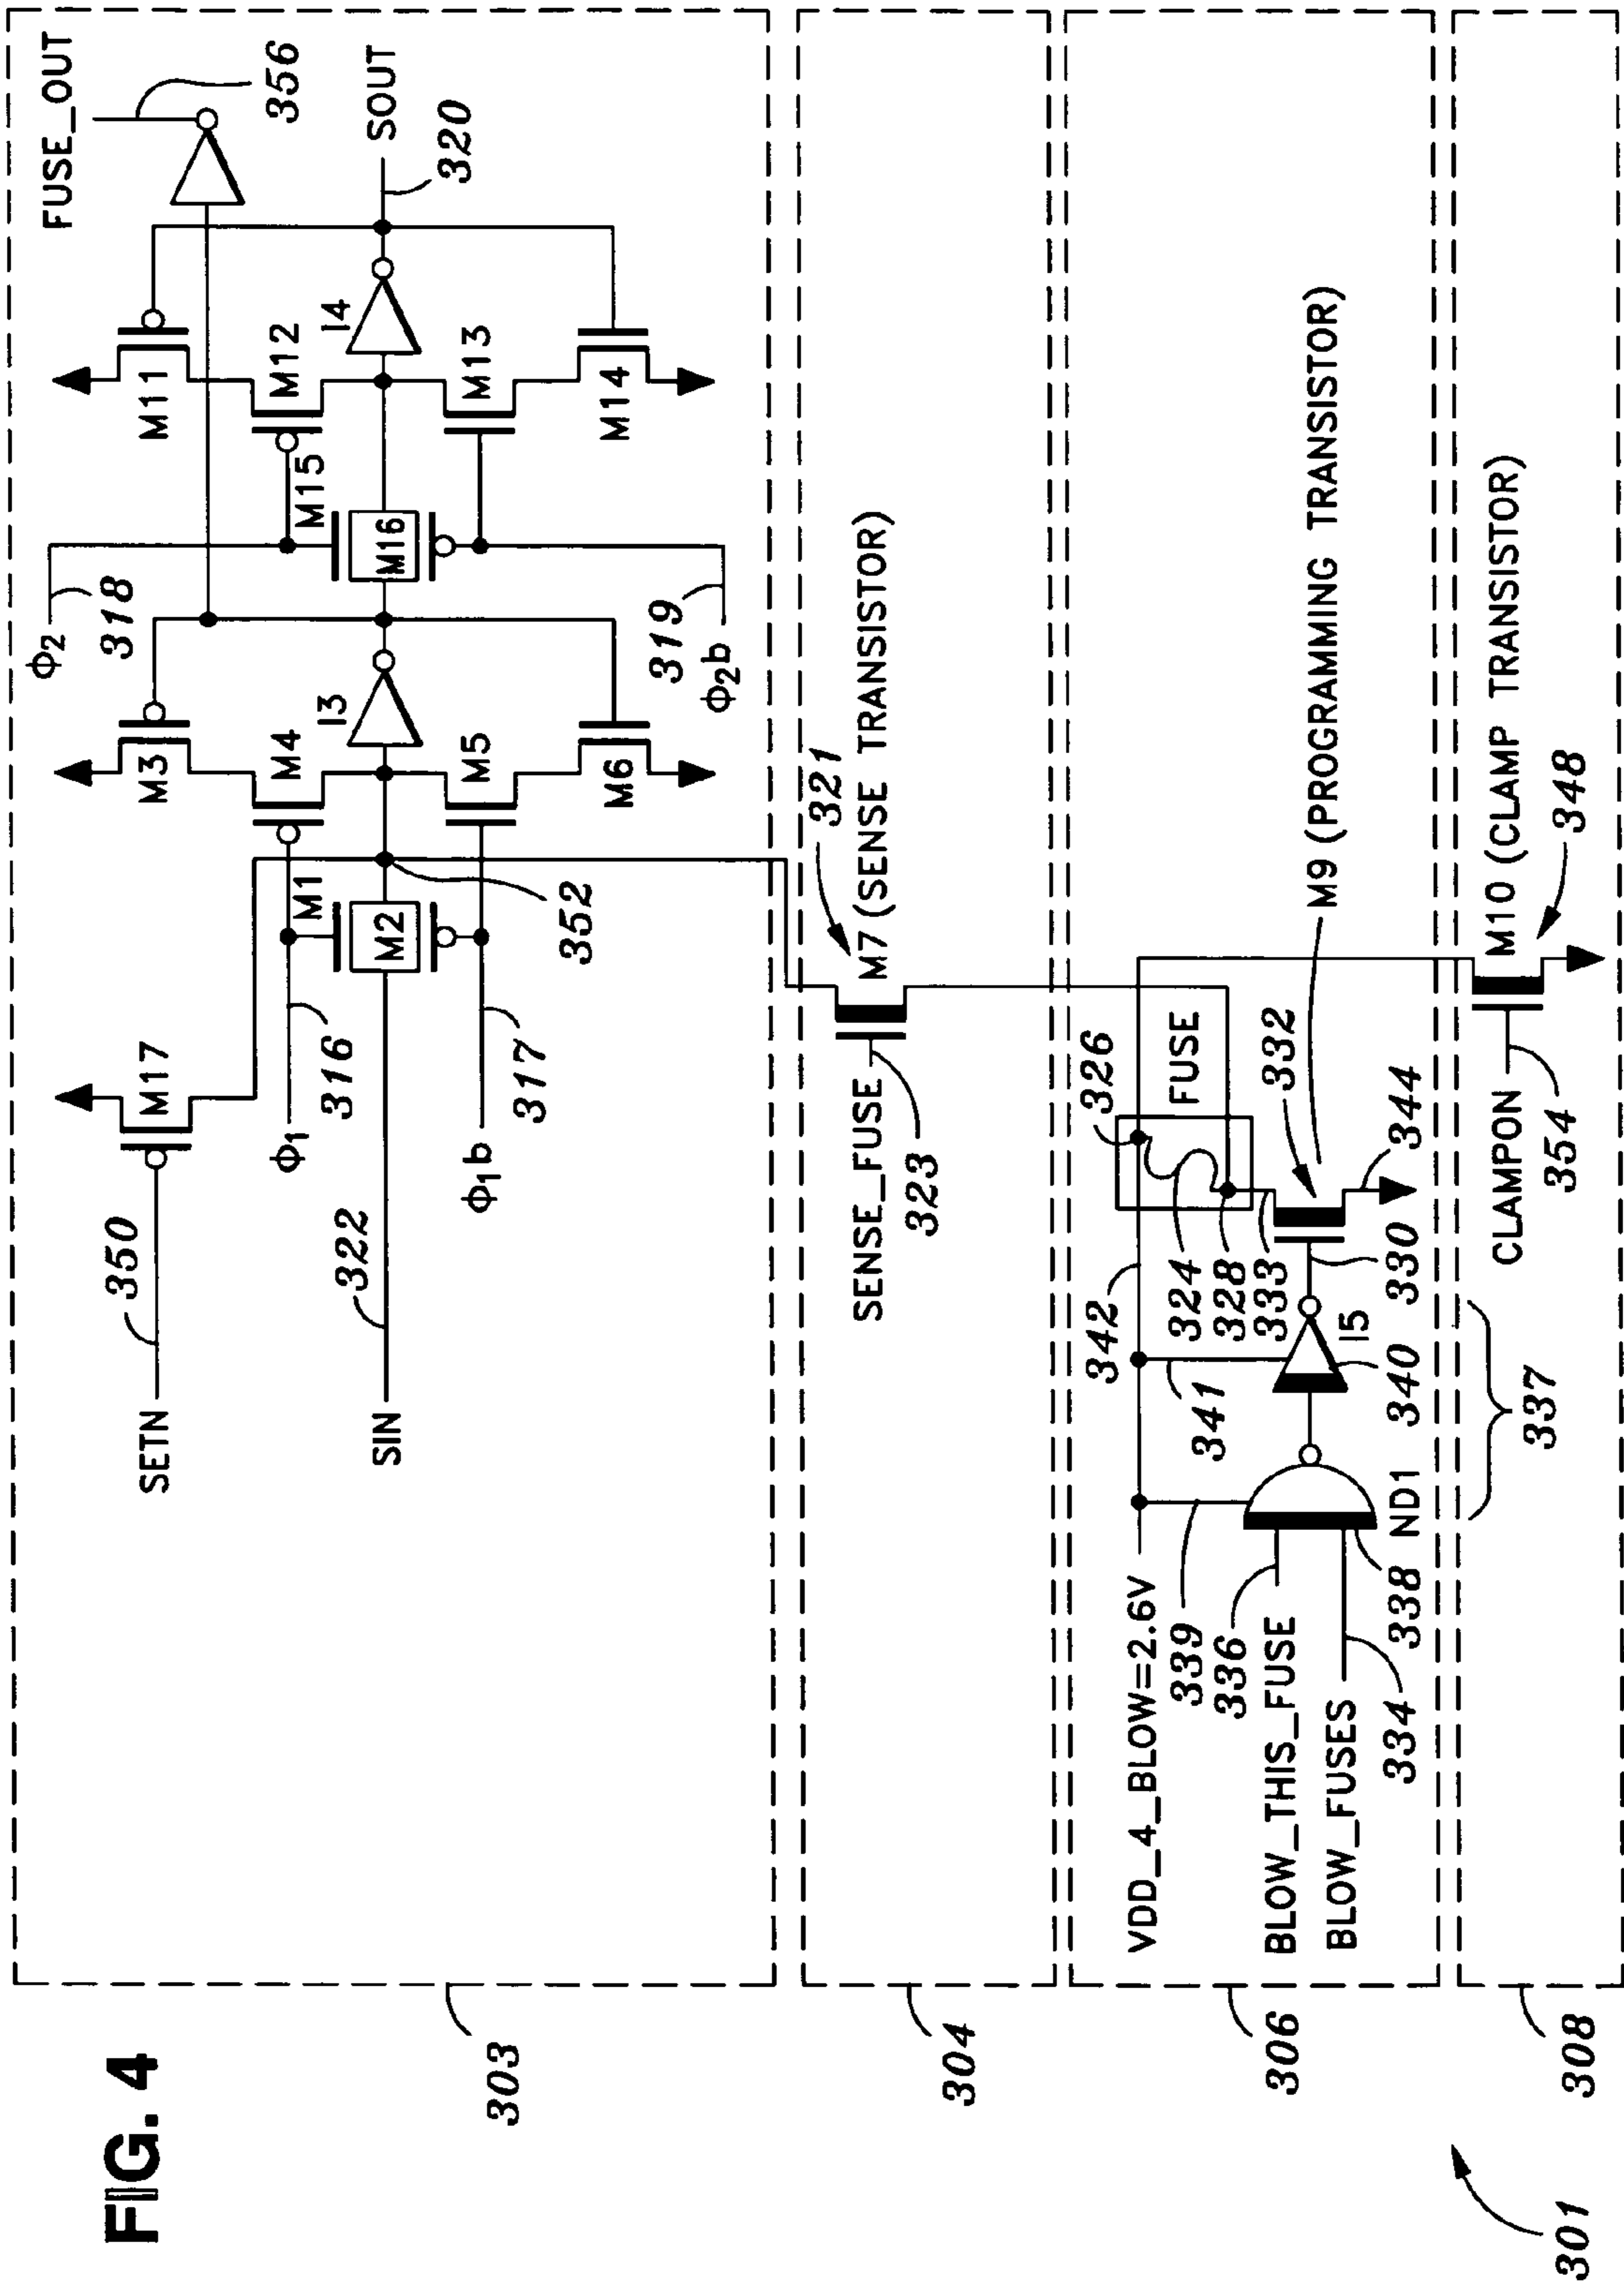 FIG. 4
303
SETN
350
M17
SIN
322
ϕ1
316
ϕ1b
317
M1
M2
352
M3
M4
M5
M6
I3
ϕ2
318
319
ϕ2b
M15
M16
M11
M12
M13
M14
I4
FUSE_OUT
356
SOUT
320
304
SENSE_FUSE
323
321
M7 (SENSE TRANSISTOR)
306
VDD_4_BLOW=2.6V
339
BLOW_THIS_FUSE
336
BLOW_FUSES
334
338
ND1
341
342
340
I5
330
324
328
333
326
FUSE
332
344
M9 (PROGRAMMING TRANSISTOR)
308
337
CLAMPON
354
M10 (CLAMP TRANSISTOR)
348
301